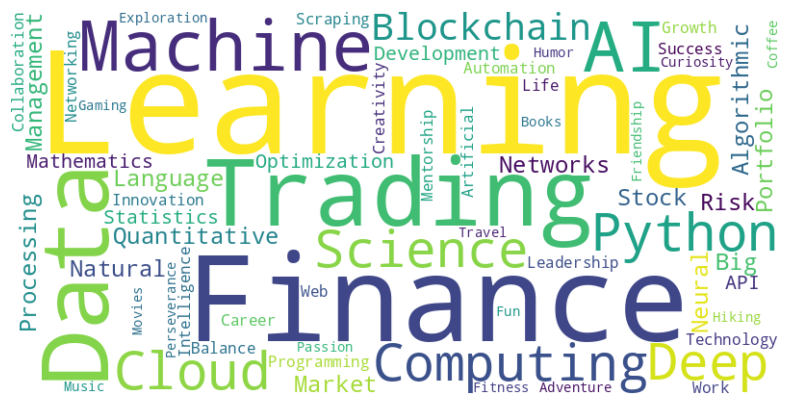 Exploration
Scraping
Blockchain
AI
Growth
Collaboration
Management
Networking
Machine
Development
Humor
Success
Curiosity
Coffee
Learning
Automation
Life
Creativity
Gaming
Books
Algorithmic
Portfolio
Mathematics
Optimization
Mentorship
Artificial
Networks
Friendship
Data
Language
Trading
Stock
Risk
Innovation
Statistics
Processing
Quantitative
Science
Travel
Python
Natural
Perseverance
Intelligence
Finance
Leadership
Neural
Big
API
Movies
Web
Career
Fun
Hiking
Balance
Passion
Technology
Cloud
Programming
Computing
Deep
Music
Market
Fitness
Adventure
Work